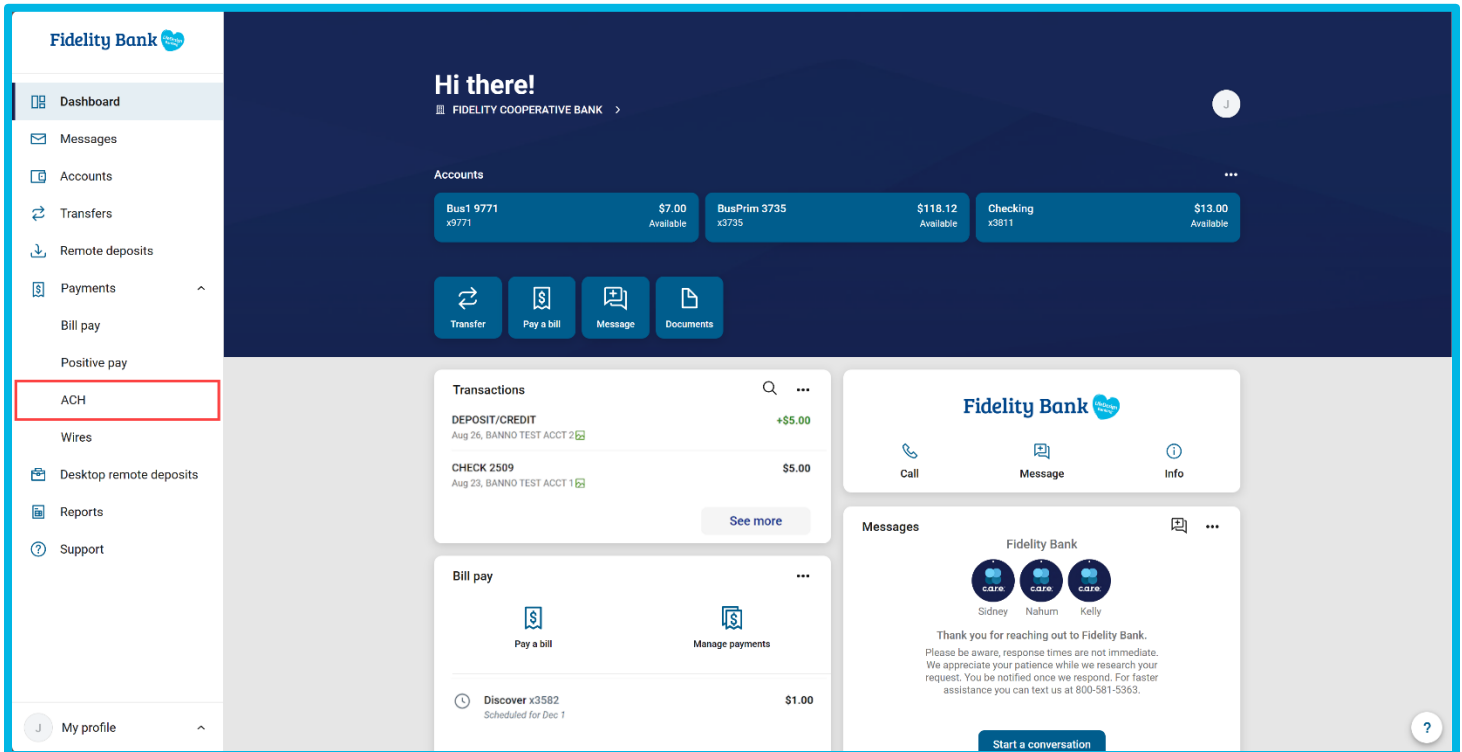 Fidelity Bank
Dashboard
Messages
Accounts
Transfers
Remote deposits
Payments
Bill pay
Positive pay
ACH
Wires
Desktop remote deposits
Reports
Support
J My profile
Hi there!
FIDELITY COOPERATIVE BANK >
J
Accounts
Bus1 9771 $7.00
x9771 Available
BusPrim 3735 $118.12
x3735 Available
Checking $13.00
x3811 Available
Transfer
Pay a bill
Message
Documents
Transactions
DEPOSIT/CREDIT +$5.00
Aug 26, BANNO TEST ACCT 2
CHECK 2509 $5.00
Aug 23, BANNO TEST ACCT 1
See more
Bill pay
Pay a bill
Manage payments
Discover x3582 $1.00
Scheduled for Dec 1
Fidelity Bank
Call
Message
Info
Messages
Fidelity Bank
care care care
Sidney Nahum Kelly
Thank you for reaching out to Fidelity Bank.
Please be aware, response times are not immediate.
We appreciate your patience while we research your
request. You be notified once we respond. For faster
assistance you can text us at 800-581-5363.
Start a conversation
?